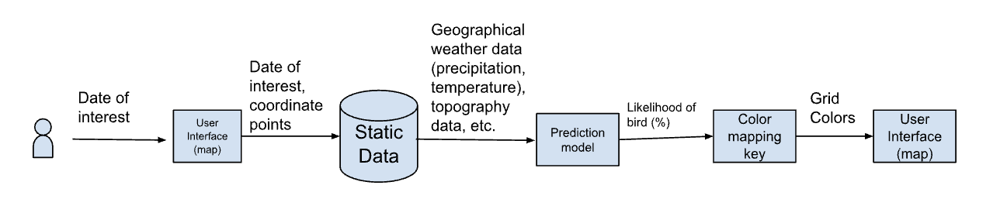 Date of
interest
User
Interface
(map)
Date of
interest,
coordinate
points
Static
Data
Geographical
weather data
(precipitation,
temperature),
topography
data, etc.
Prediction
model
Likelihood of
bird (%)
Color
mapping
key
Grid
Colors
User
Interface
(map)